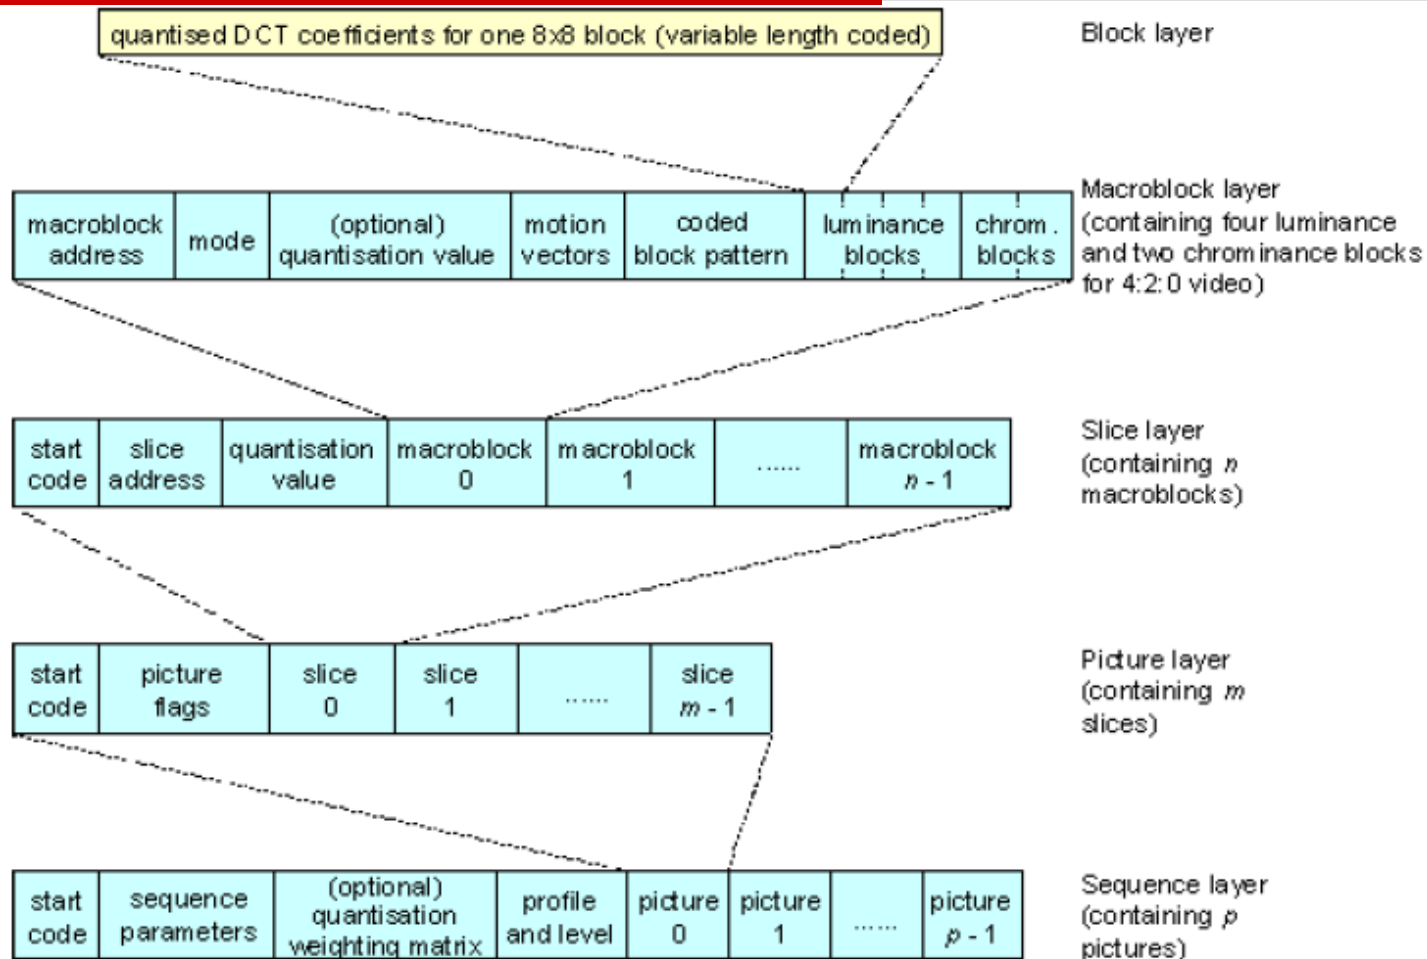 quantised DCT coefficients for one 8x8 block (variable length coded)
Block layer
macroblock address
mode
(optional) quantisation value
motion vectors
coded block pattern
luminance blocks
chrom. blocks
Macroblock layer
(containing four luminance
and two chrominance blocks
for 4:2:0 video)
start code
slice address
quantisation value
macroblock 0
macroblock 1
......
macroblock n - 1
Slice layer
(containing n
macroblocks)
start code
picture flags
slice 0
slice 1
......
slice m - 1
Picture layer
(containing m
slices)
start code
sequence parameters
(optional) quantisation weighting matrix
profile and level
picture 0
picture 1
......
picture p - 1
Sequence layer
(containing p
pictures)